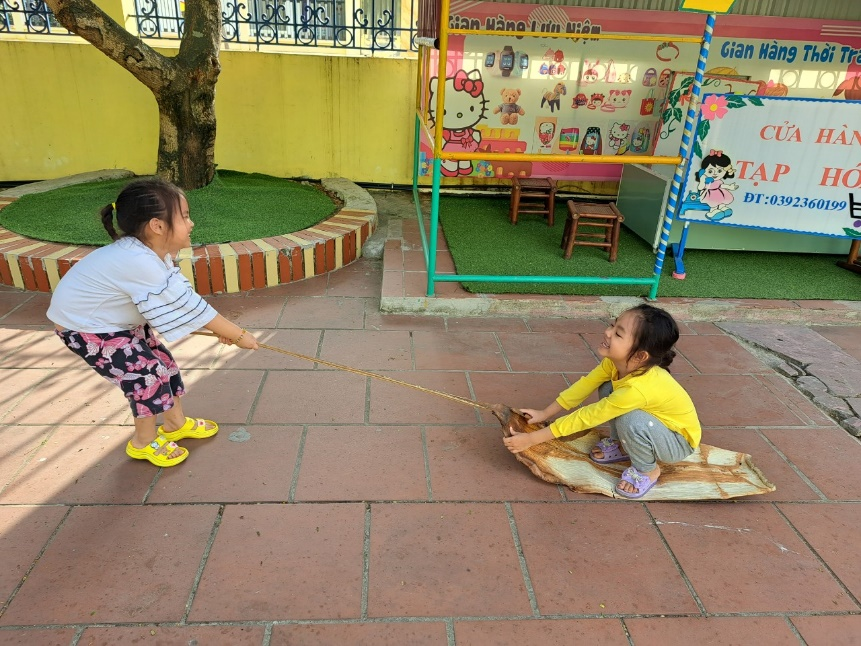 Gian Hàng Lưu Niệm
Gian Hàng Thời Tra
CỬA HÀN
TẠP HÓ
ĐT:0392360199